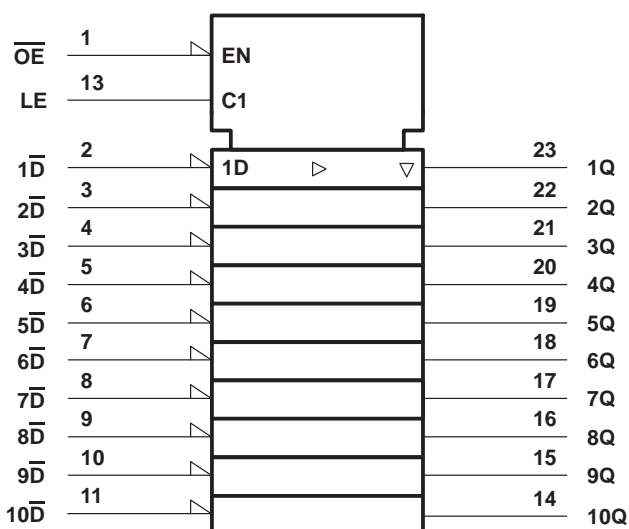 O̅E̅ 1 EN
LE 13 C1
1D̅ 2 1D 23 1Q
2D̅ 3 22 2Q
3D̅ 4 21 3Q
4D̅ 5 20 4Q
5D̅ 6 19 5Q
6D̅ 7 18 6Q
7D̅ 8 17 7Q
8D̅ 9 16 8Q
9D̅ 10 15 9Q
10D̅ 11 14 10Q